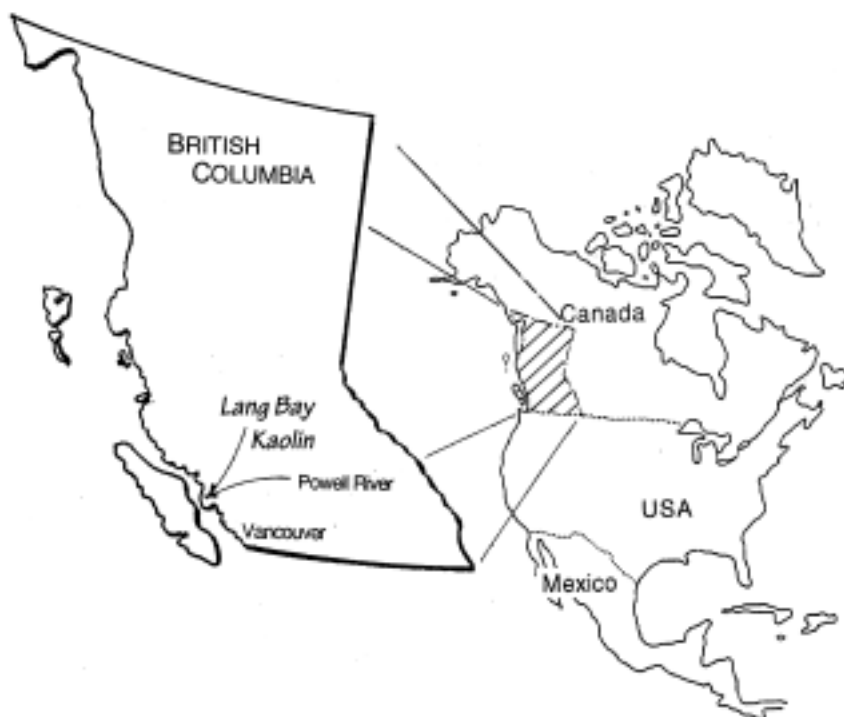 BRITISH
COLUMBIA
Canada
Lang Bay
Kaolin
Powell River
Vancouver
USA
Mexico